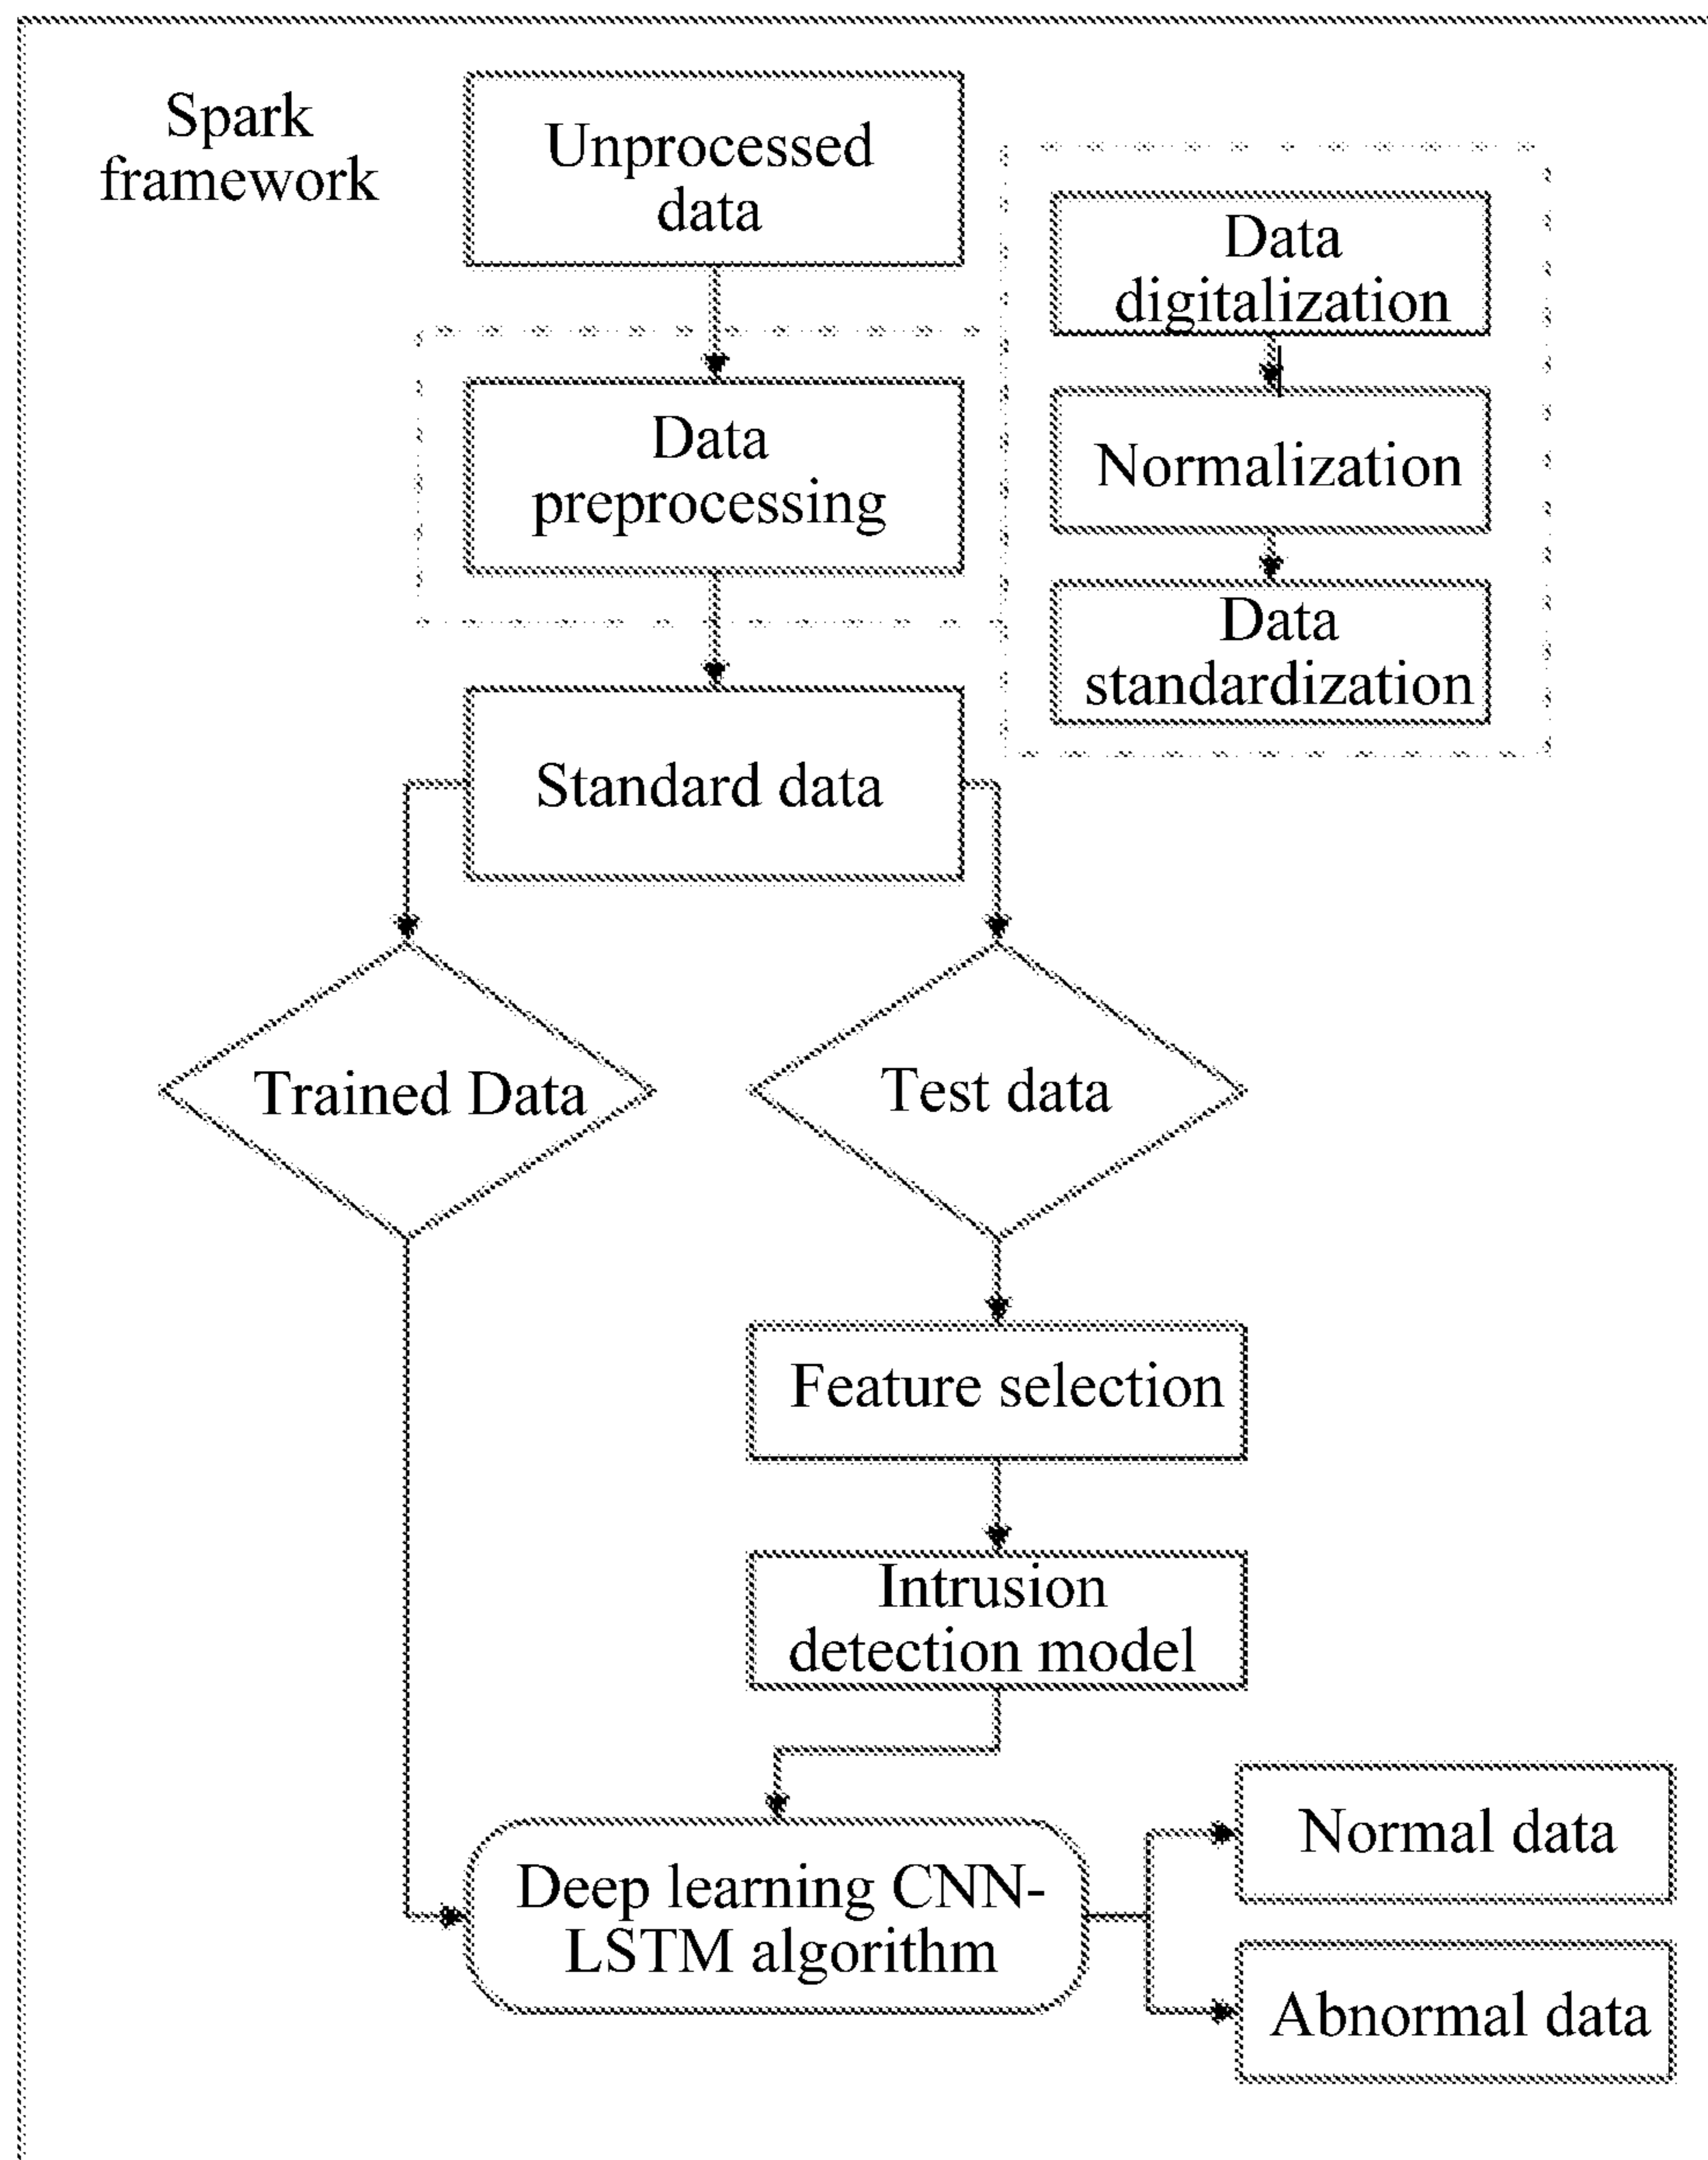 Spark
framework
Unprocessed
data
Data
digitalization
Data
preprocessing
Normalization
Data
standardization
Standard data
Trained Data
Test data
Feature selection
Intrusion
detection model
Deep learning CNN-
LSTM algorithm
Normal data
Abnormal data